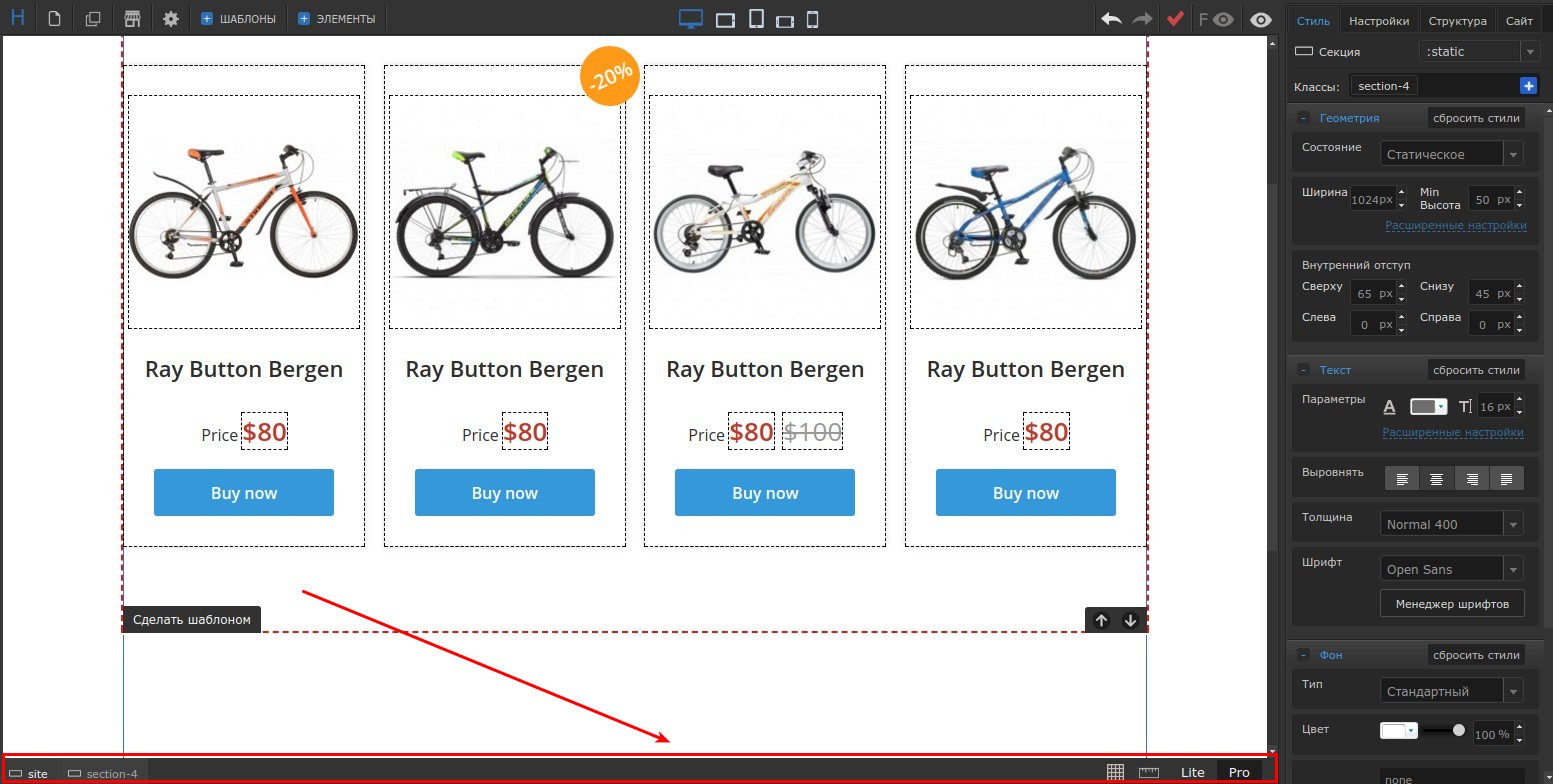 H ШАБЛОНЫ ЭЛЕМЕНТЫ F
Стиль Настройки Структура Сайт
Секция :static
Классы: section-4
- Геометрия сбросить стили
Состояние Статическое
Ширина 1024px Min Высота 50 px
Расширенные настройки
Внутренний отступ
Сверху 65 px Снизу 45 px
Слева 0 px Справа 0 px
- Текст сбросить стили
Параметры A T 16 px
Расширенные настройки
Выровнять
Толщина Normal 400
Шрифт Open Sans
Менеджер шрифтов
- Фон сбросить стили
Тип Стандартный
Цвет 100 %
none
-20%
Ray Button Bergen
Price $80
Buy now
Ray Button Bergen
Price $80
Buy now
Ray Button Bergen
Price $80 $100
Buy now
Ray Button Bergen
Price $80
Buy now
Сделать шаблоном
site section-4 Lite Pro